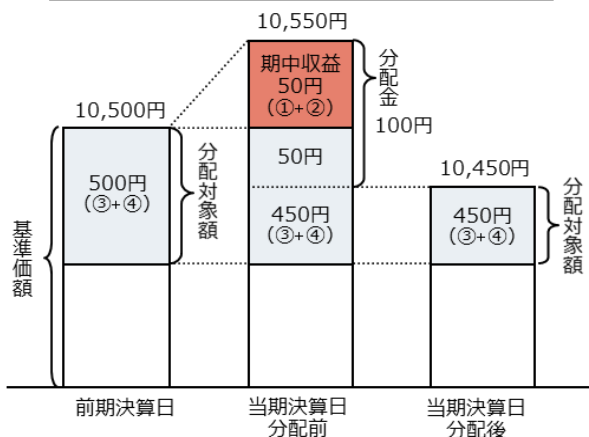 10,550円
期中収益
50円
(①+②)
分配金
100円
10,500円
500円
(③+④)
分配対象額
50円
450円
(③+④)
10,450円
450円
(③+④)
分配対象額
基準価額
前期決算日
当期決算日
分配前
当期決算日
分配後